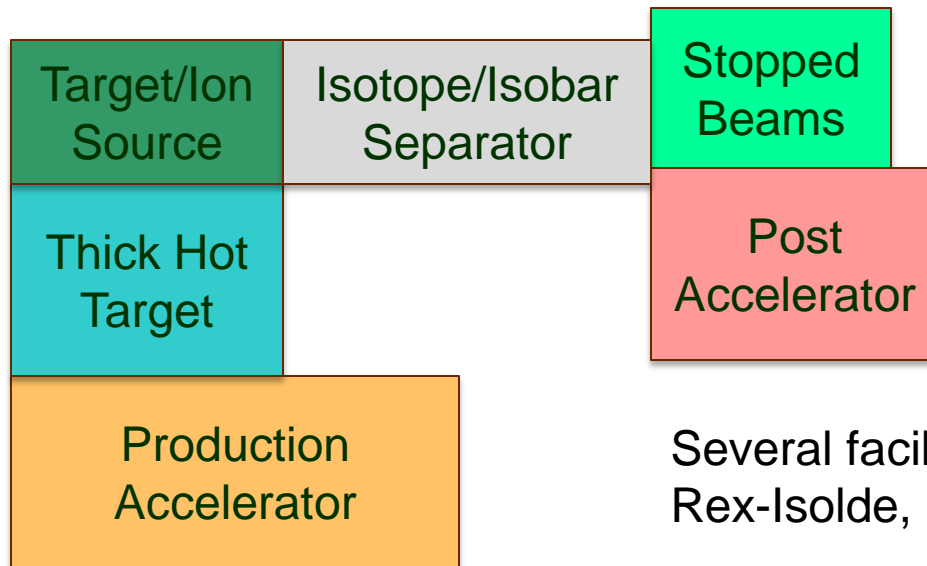 Target/Ion
Source
Isotope/Isobar
Separator
Stopped
Beams
Thick Hot
Target
Post
Accelerator
Production
Accelerator
Several facil
Rex-Isolde,